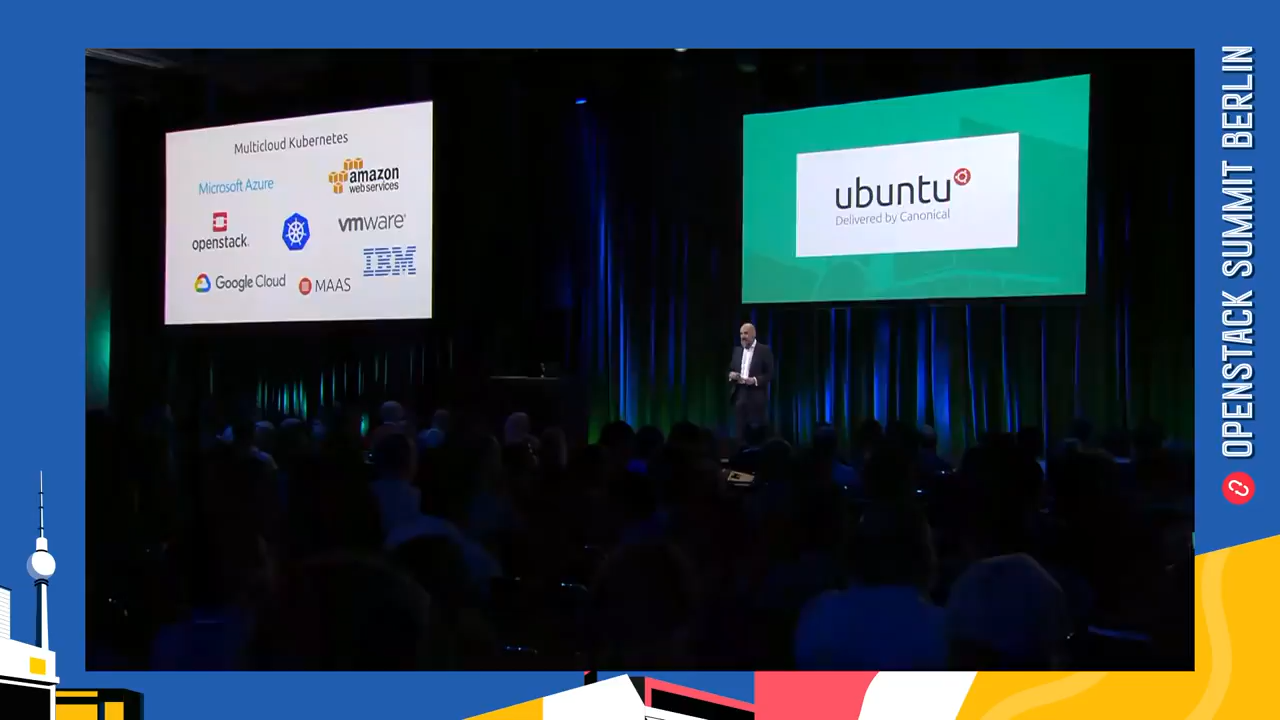 Multicloud Kubernetes
Microsoft Azure
amazon
web services
openstack.
vmware
IBM
Google Cloud
MAAS
ubuntu
Delivered by Canonical
OPENSTACK SUMMIT BERLIN